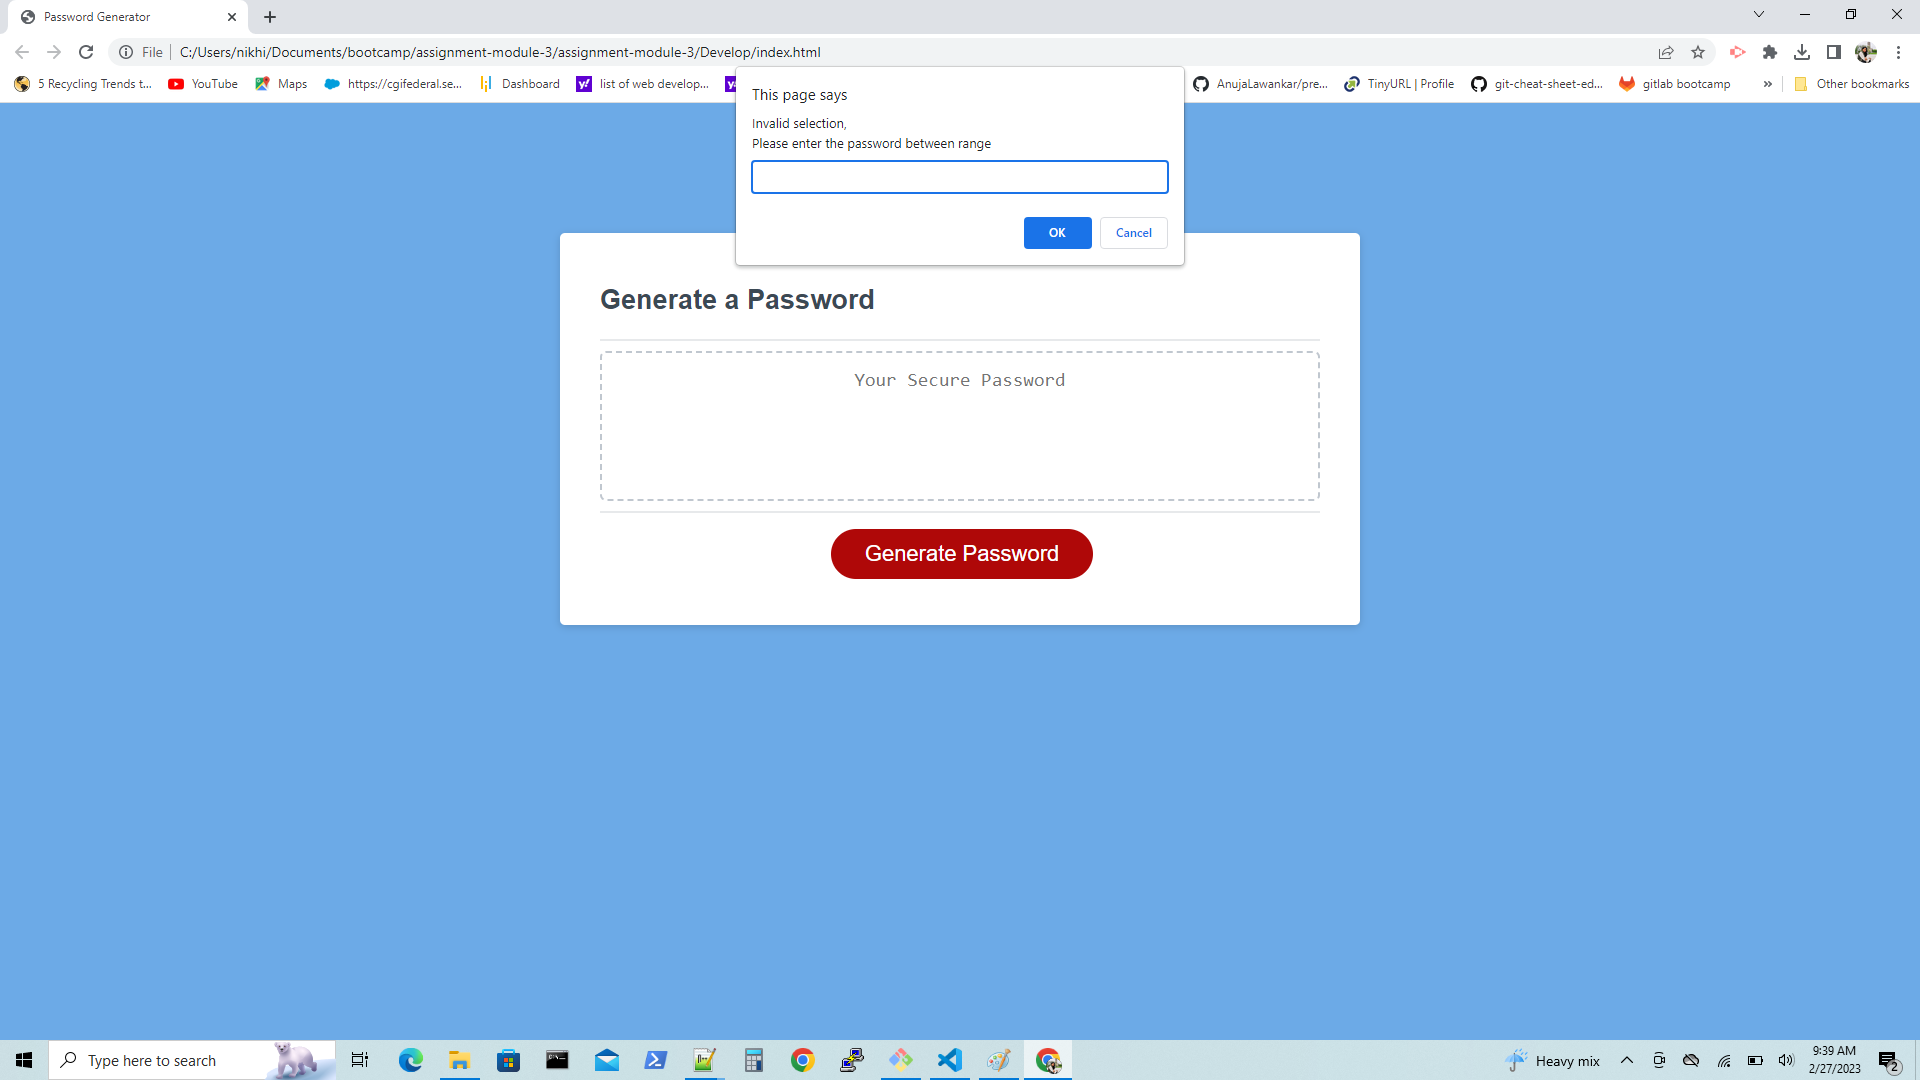 Password Generator
File
C:/Users/nikhi/Documents/bootcamp/assignment-module-3/assignment-module-3/Develop/index.html
5 Recycling Trends t...
YouTube
Maps
https://cgifederal.se...
Dashboard
list of web develop...
AnujaLawankar/pre...
TinyURL | Profile
git-cheat-sheet-ed...
gitlab bootcamp
»
Other bookmarks
This page says
Invalid selection,
Please enter the password between range
OK
Cancel
Generate a Password
Your Secure Password
Generate Password
Type here to search
Heavy mix
9:39 AM
2/27/2023
2